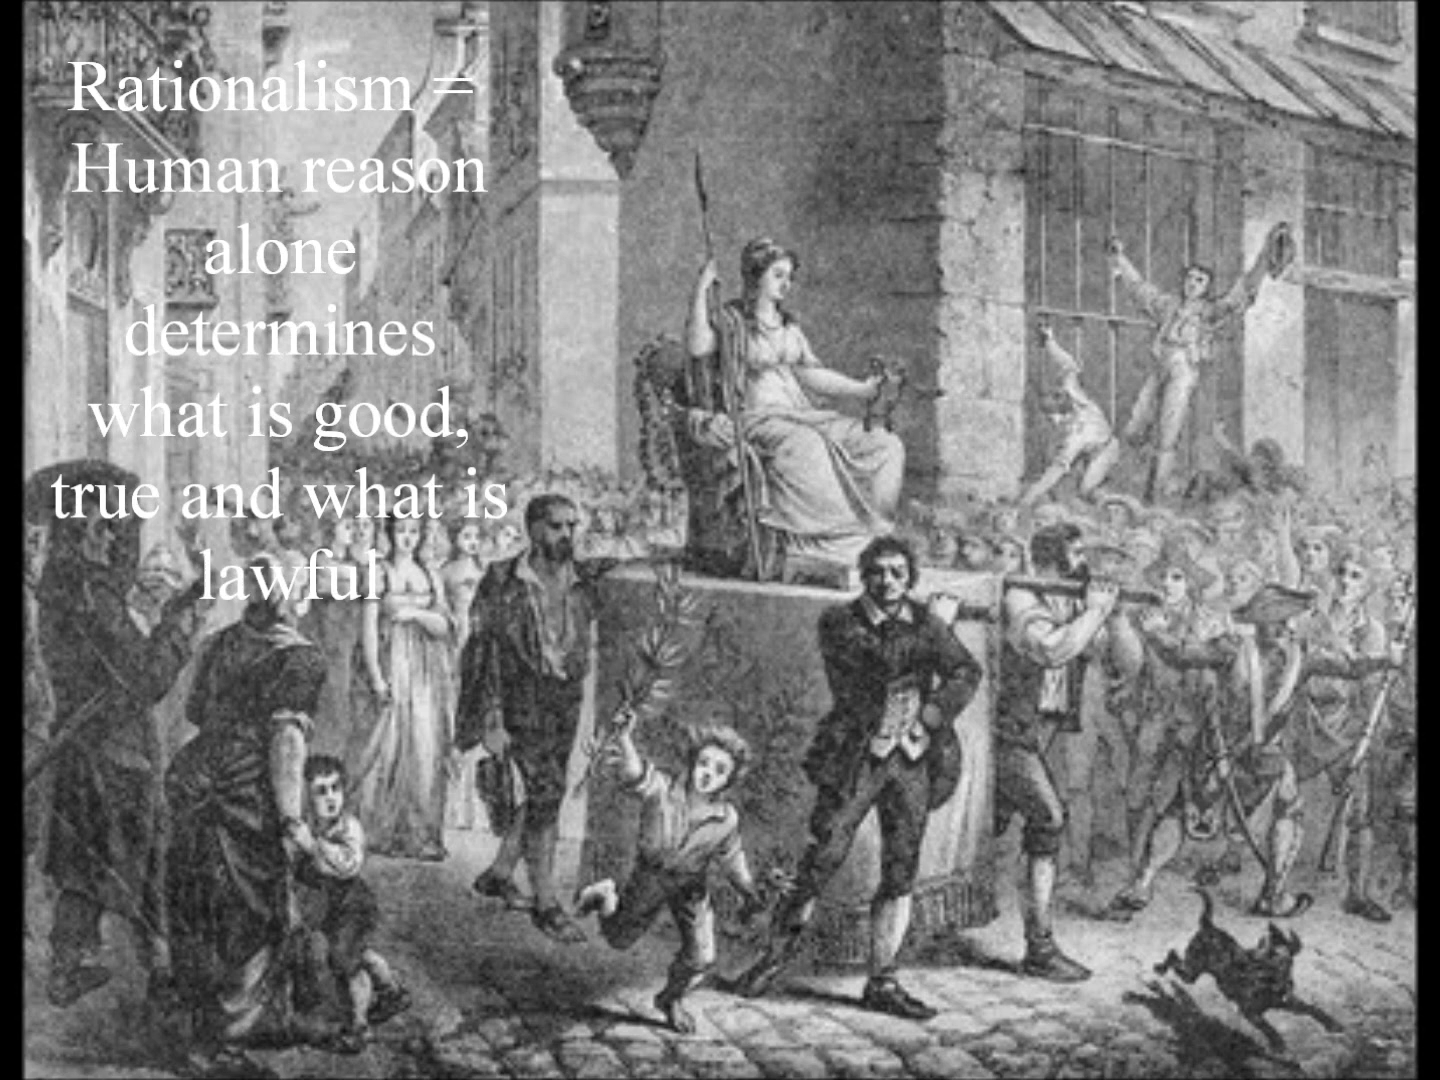 Rationalism =
Human reason
alone
determines
what is good,
true and what is
lawful